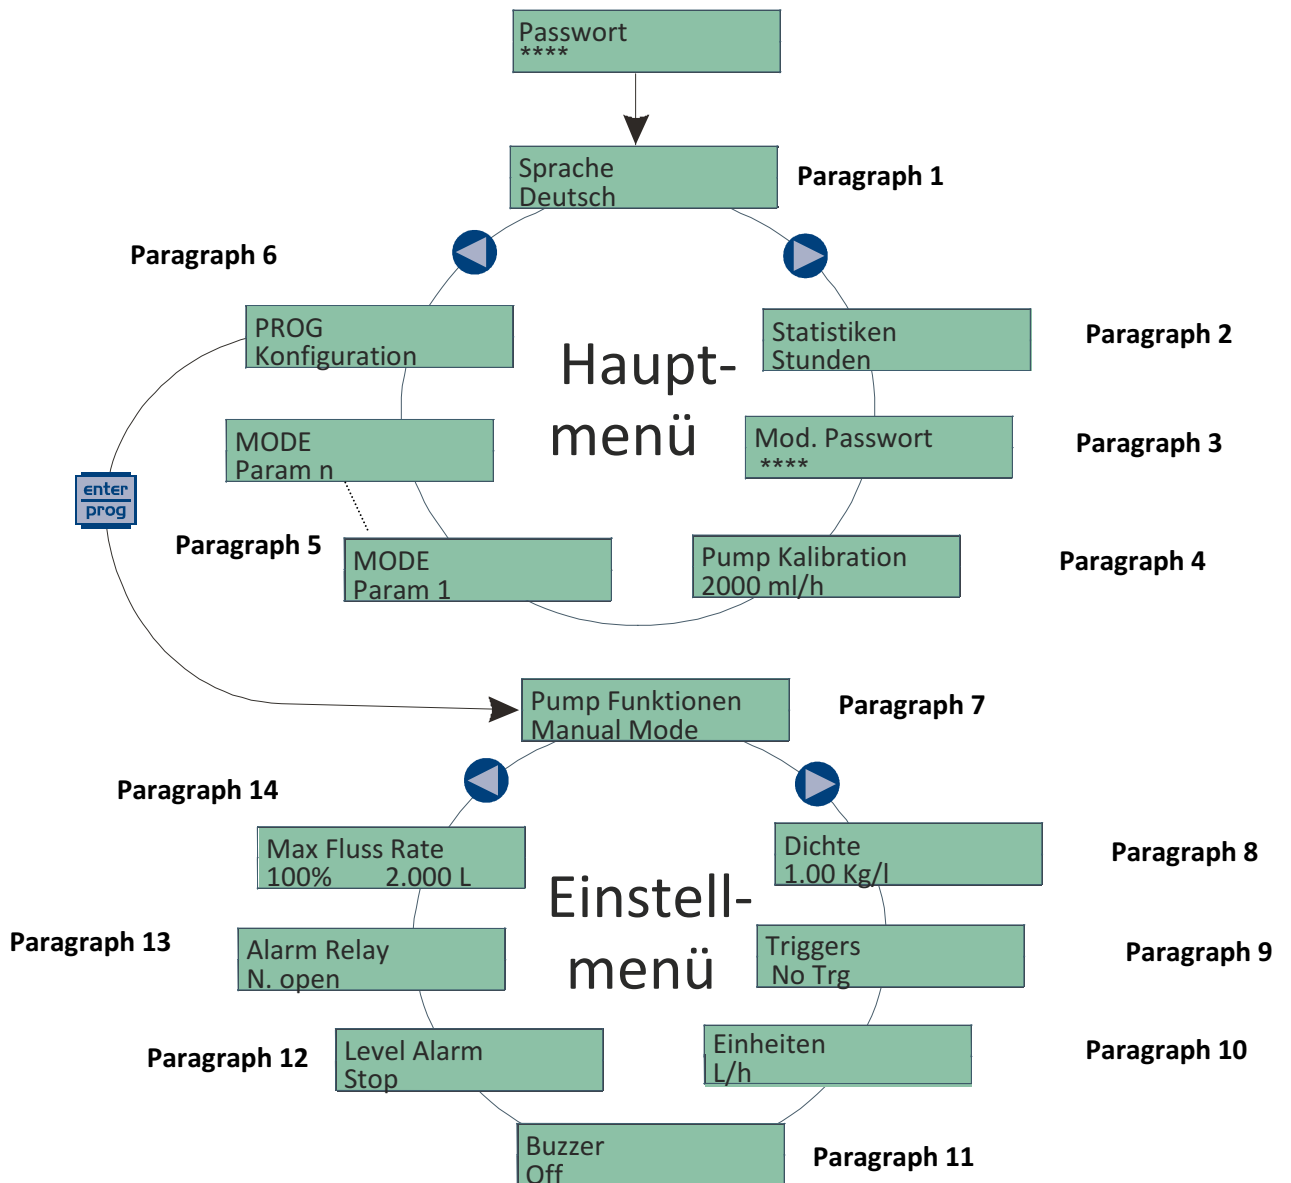 Passwort
****
Sprache
Deutsch
Paragraph 1
Paragraph 6
PROG
Konfiguration
Haupt-
menü
Statistiken
Stunden
Paragraph 2
MODE
Param n
Mod. Passwort
****
Paragraph 3
enter
prog
Paragraph 5
MODE
Param 1
Pump Kalibration
2000 ml/h
Paragraph 4
Pump Funktionen
Manual Mode
Paragraph 7
Paragraph 14
Max Fluss Rate
100% 2.000 L
Einstell-
menü
Dichte
1.00 Kg/l
Paragraph 8
Paragraph 13
Alarm Relay
N. open
Triggers
No Trg
Paragraph 9
Paragraph 12
Level Alarm
Stop
Einheiten
L/h
Paragraph 10
Buzzer
Off
Paragraph 11